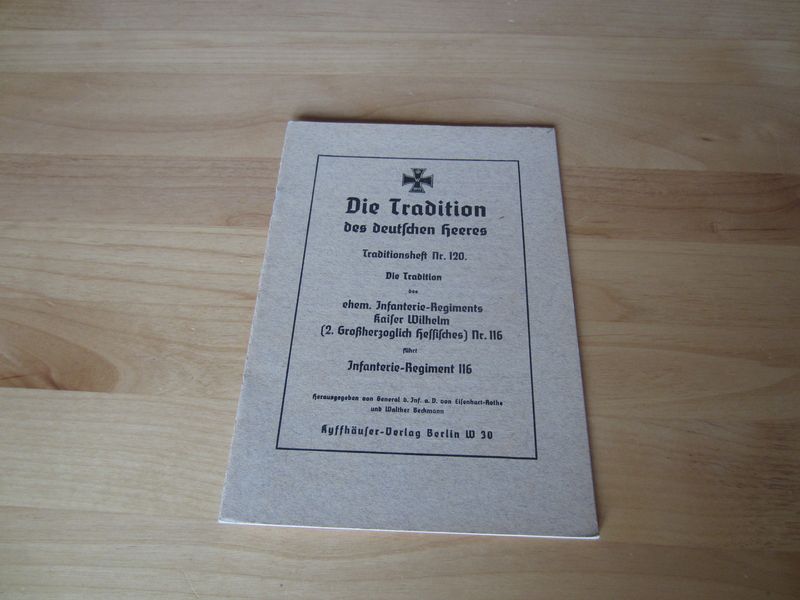 Die Tradition
des deutſchen Heeres
Traditionsheft Nr. 120.
Die Tradition
des
ehem. Infanterie-Regiments
Kaiſer Wilhelm
(2. Großherzoglich Heſſiſches) Nr. 116
führt
Infanterie-Regiment 116
Herausgegeben von General d. Inf. a. D. von Eiſenhart-Rothe
und Walther Beckmann
Kyffhäuſer-Verlag Berlin W 30